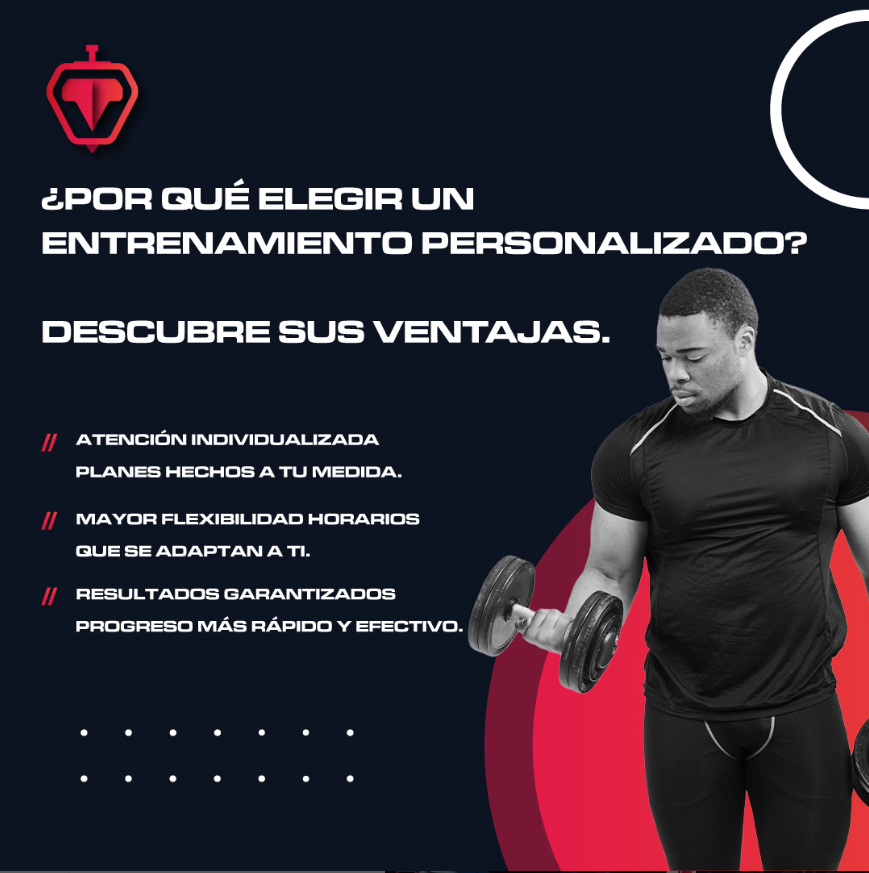 ¿POR QUÉ ELEGIR UN
ENTRENAMIENTO PERSONALIZADO?
DESCUBRE SUS VENTAJAS.
// ATENCIÓN INDIVIDUALIZADA
PLANES HECHOS A TU MEDIDA.
// MAYOR FLEXIBILIDAD HORARIOS
QUE SE ADAPTAN A TI.
// RESULTADOS GARANTIZADOS
PROGRESO MÁS RÁPIDO Y EFECTIVO.